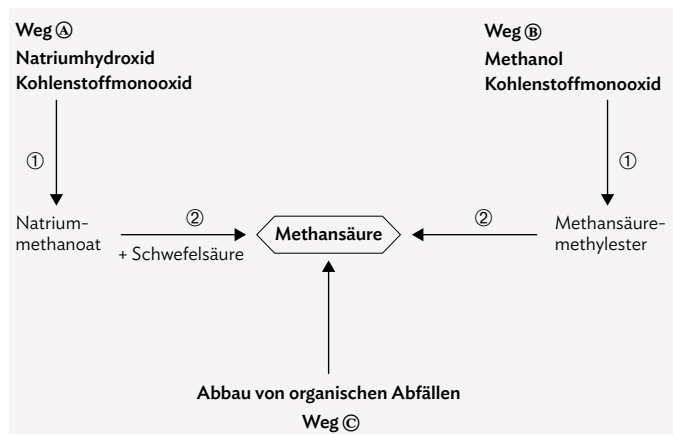 Weg Ⓐ
Natriumhydroxid
Kohlenstoffmonooxid
Weg Ⓑ
Methanol
Kohlenstoffmonooxid
①
①
Natrium-
methanoat
②
+ Schwefelsäure
Methansäure
②
Methansäure-
methylester
Abbau von organischen Abfällen
Weg Ⓒ